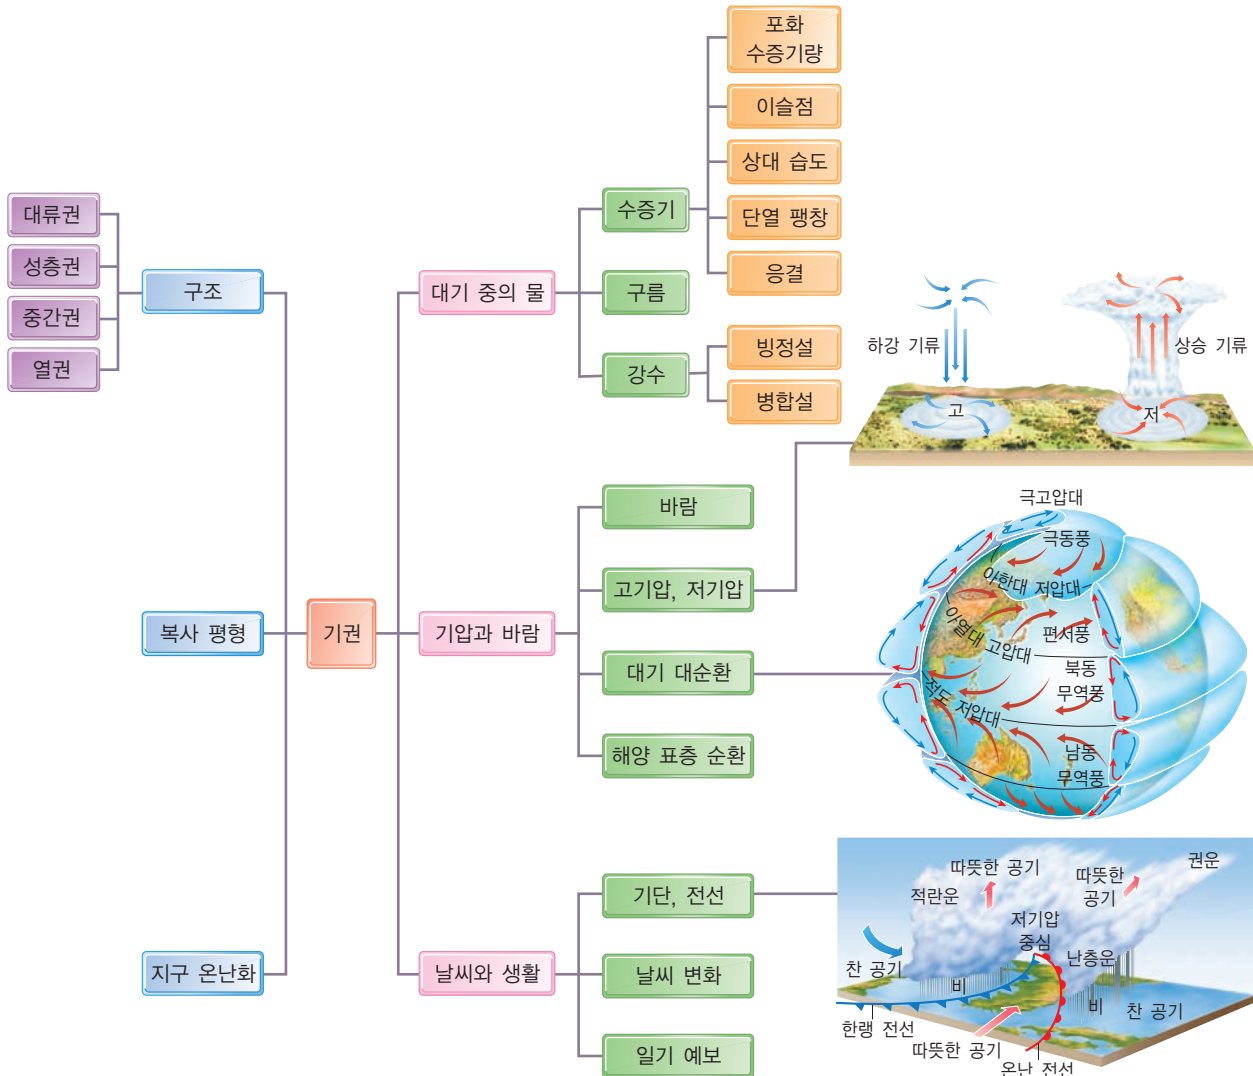 대류권
성층권
중간권
열권
구조
복사 평형
지구 온난화
기권
대기 중의 물
수증기
포화
수증기량
이슬점
상대 습도
단열 팽창
응결
구름
강수
빙정설
병합설
기압과 바람
바람
고기압, 저기압
대기 대순환
해양 표층 순환
날씨와 생활
기단, 전선
날씨 변화
일기 예보
하강 기류
상승 기류
고
저
극고압대
극동풍
아한대 저압대
아열대 고압대
편서풍
북동
무역풍
적도 저압대
남동
무역풍
따뜻한 공기
적란운
따뜻한
공기
권운
저기압
중심
찬 공기
난층운
비
비
찬 공기
한랭 전선
따뜻한 공기
온난 전선